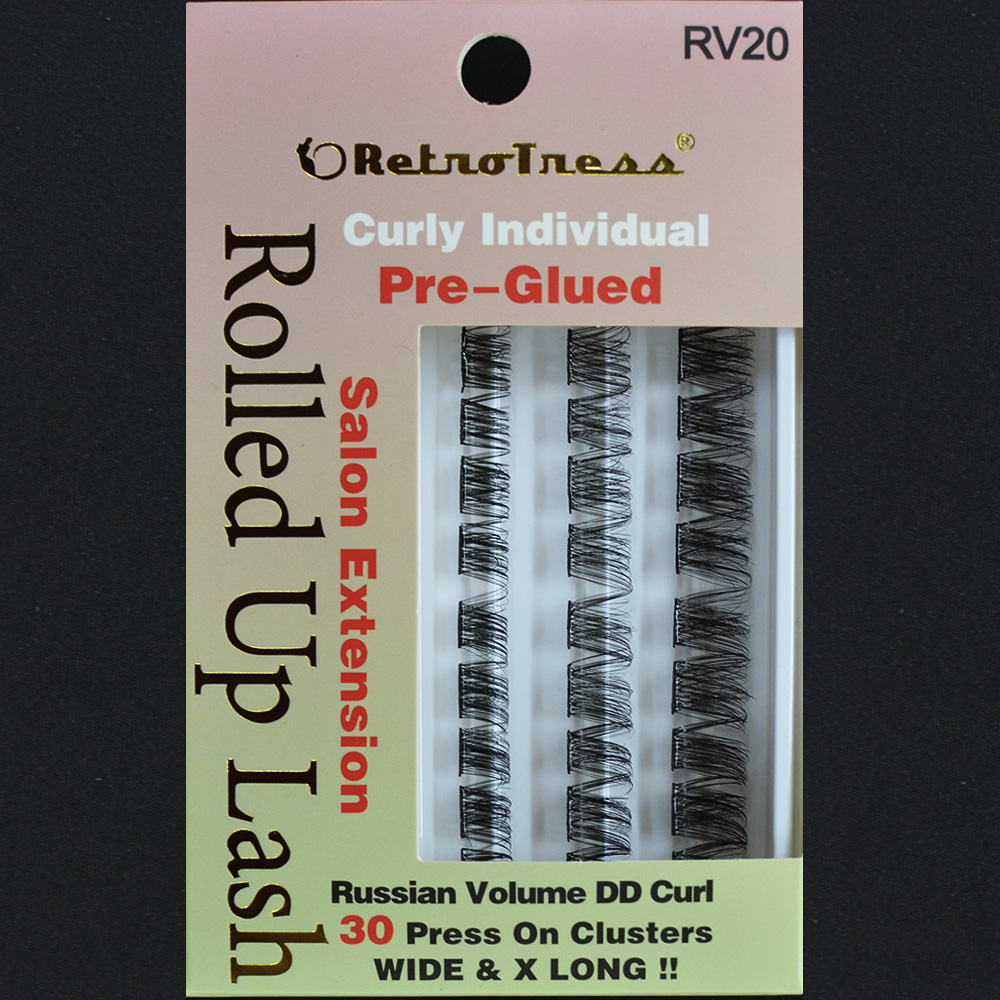 RV20
RetroTress®
Curly Individual
Pre-Glued
Rolled Up Lash
Salon Extension
Russian Volume DD Curl
30 Press On Clusters
WIDE & X LONG !!